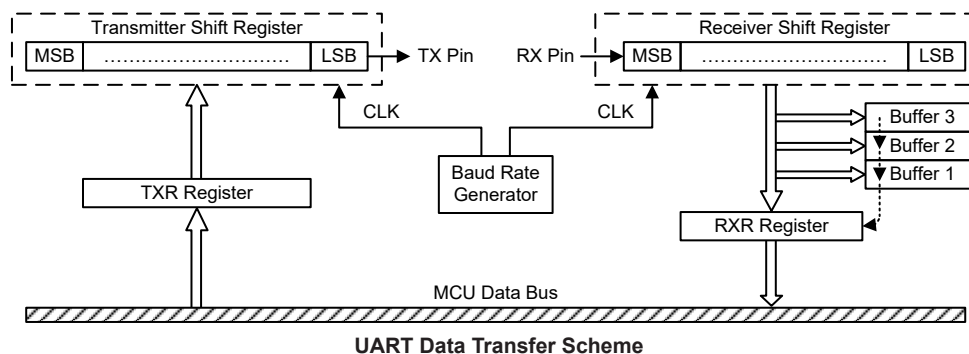 Transmitter Shift Register
MSB ................................ LSB
TX Pin
RX Pin
Receiver Shift Register
MSB ................................ LSB
CLK
CLK
Buffer 3
Buffer 2
Buffer 1
Baud Rate
Generator
TXR Register
RXR Register
MCU Data Bus
UART Data Transfer Scheme